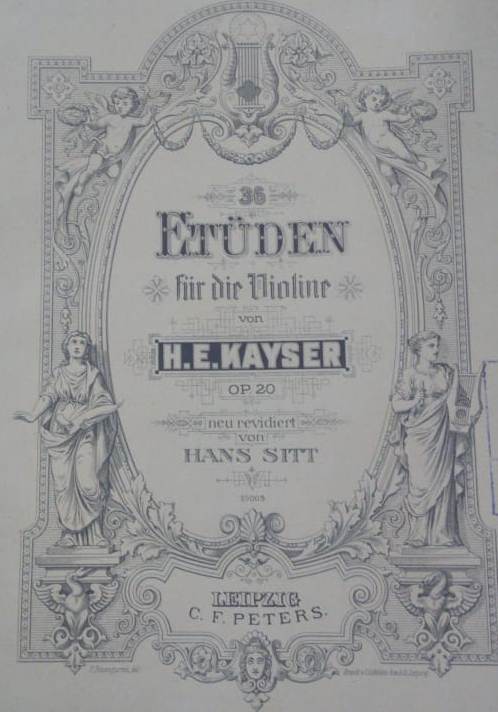 36
ETÜDEN
für die Violine
von
H.E. KAYSER
OP. 20
neu revidiert
von
HANS SITT
LEIPZIG
C. F. PETERS.